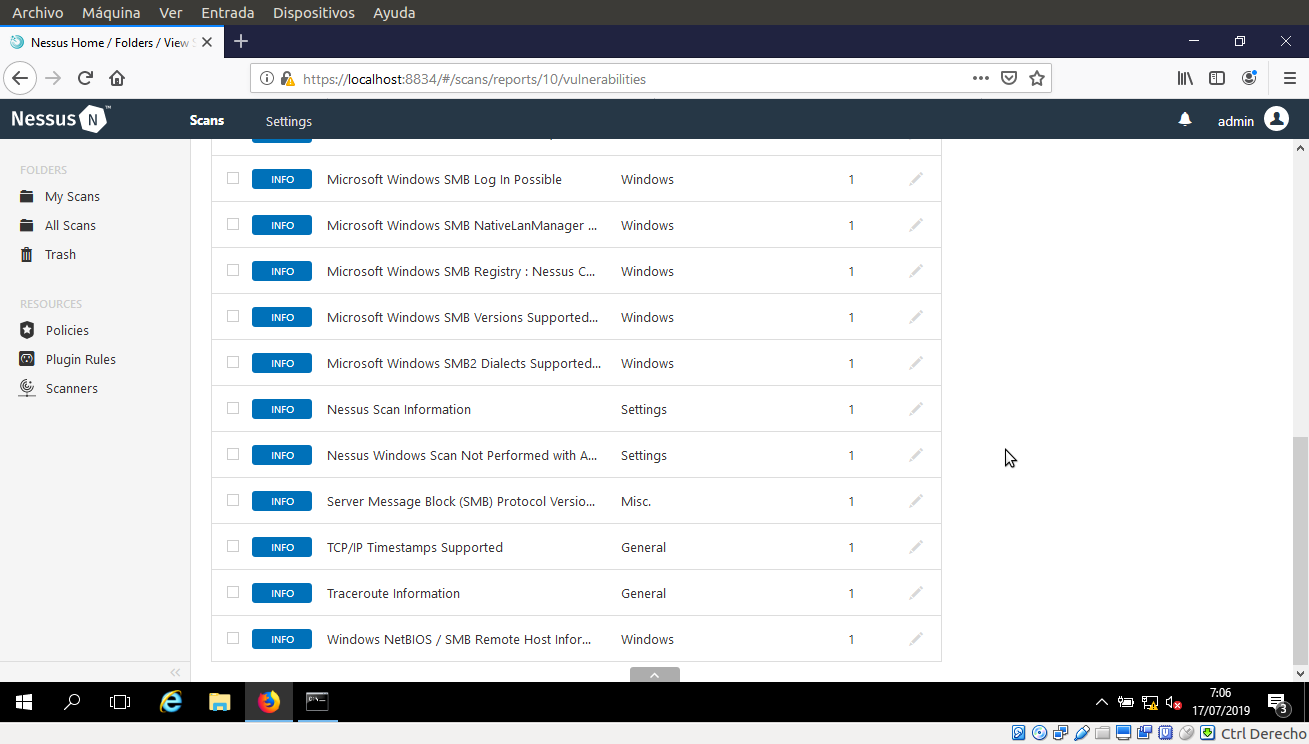 Archivo Máquina Ver Entrada Dispositivos Ayuda
Nessus Home / Folders / View S
https://localhost:8834/#/scans/reports/10/vulnerabilities
Nessus N ™ Scans Settings admin
FOLDERS
My Scans
All Scans
Trash
RESOURCES
Policies
Plugin Rules
Scanners
INFO Microsoft Windows SMB Log In Possible Windows 1
INFO Microsoft Windows SMB NativeLanManager ... Windows 1
INFO Microsoft Windows SMB Registry : Nessus C... Windows 1
INFO Microsoft Windows SMB Versions Supported... Windows 1
INFO Microsoft Windows SMB2 Dialects Supported... Windows 1
INFO Nessus Scan Information Settings 1
INFO Nessus Windows Scan Not Performed with A... Settings 1
INFO Server Message Block (SMB) Protocol Versio... Misc. 1
INFO TCP/IP Timestamps Supported General 1
INFO Traceroute Information General 1
INFO Windows NetBIOS / SMB Remote Host Infor... Windows 1
7:06
17/07/2019
3
Ctrl Derecho